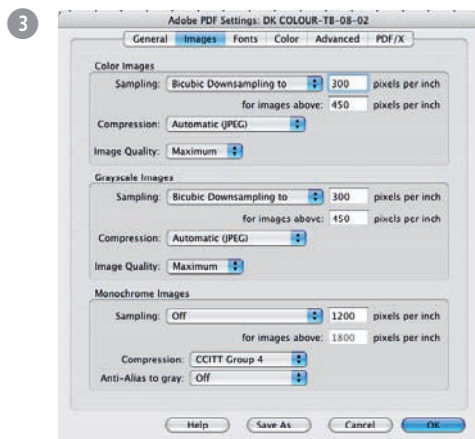 3
Adobe PDF Settings: DK COLOUR-TB-08-02
General Images Fonts Color Advanced PDF/X
Color Images
Sampling: Bicubic Downsampling to 300 pixels per inch
for images above: 450 pixels per inch
Compression: Automatic (JPEG)
Image Quality: Maximum
Grayscale Images
Sampling: Bicubic Downsampling to 300 pixels per inch
for images above: 450 pixels per inch
Compression: Automatic (JPEG)
Image Quality: Maximum
Monochrome Images
Sampling: Off 1200 pixels per inch
for images above: 1800 pixels per inch
Compression: CCITT Group 4
Anti-Alias to gray: Off
Help Save As Cancel OK